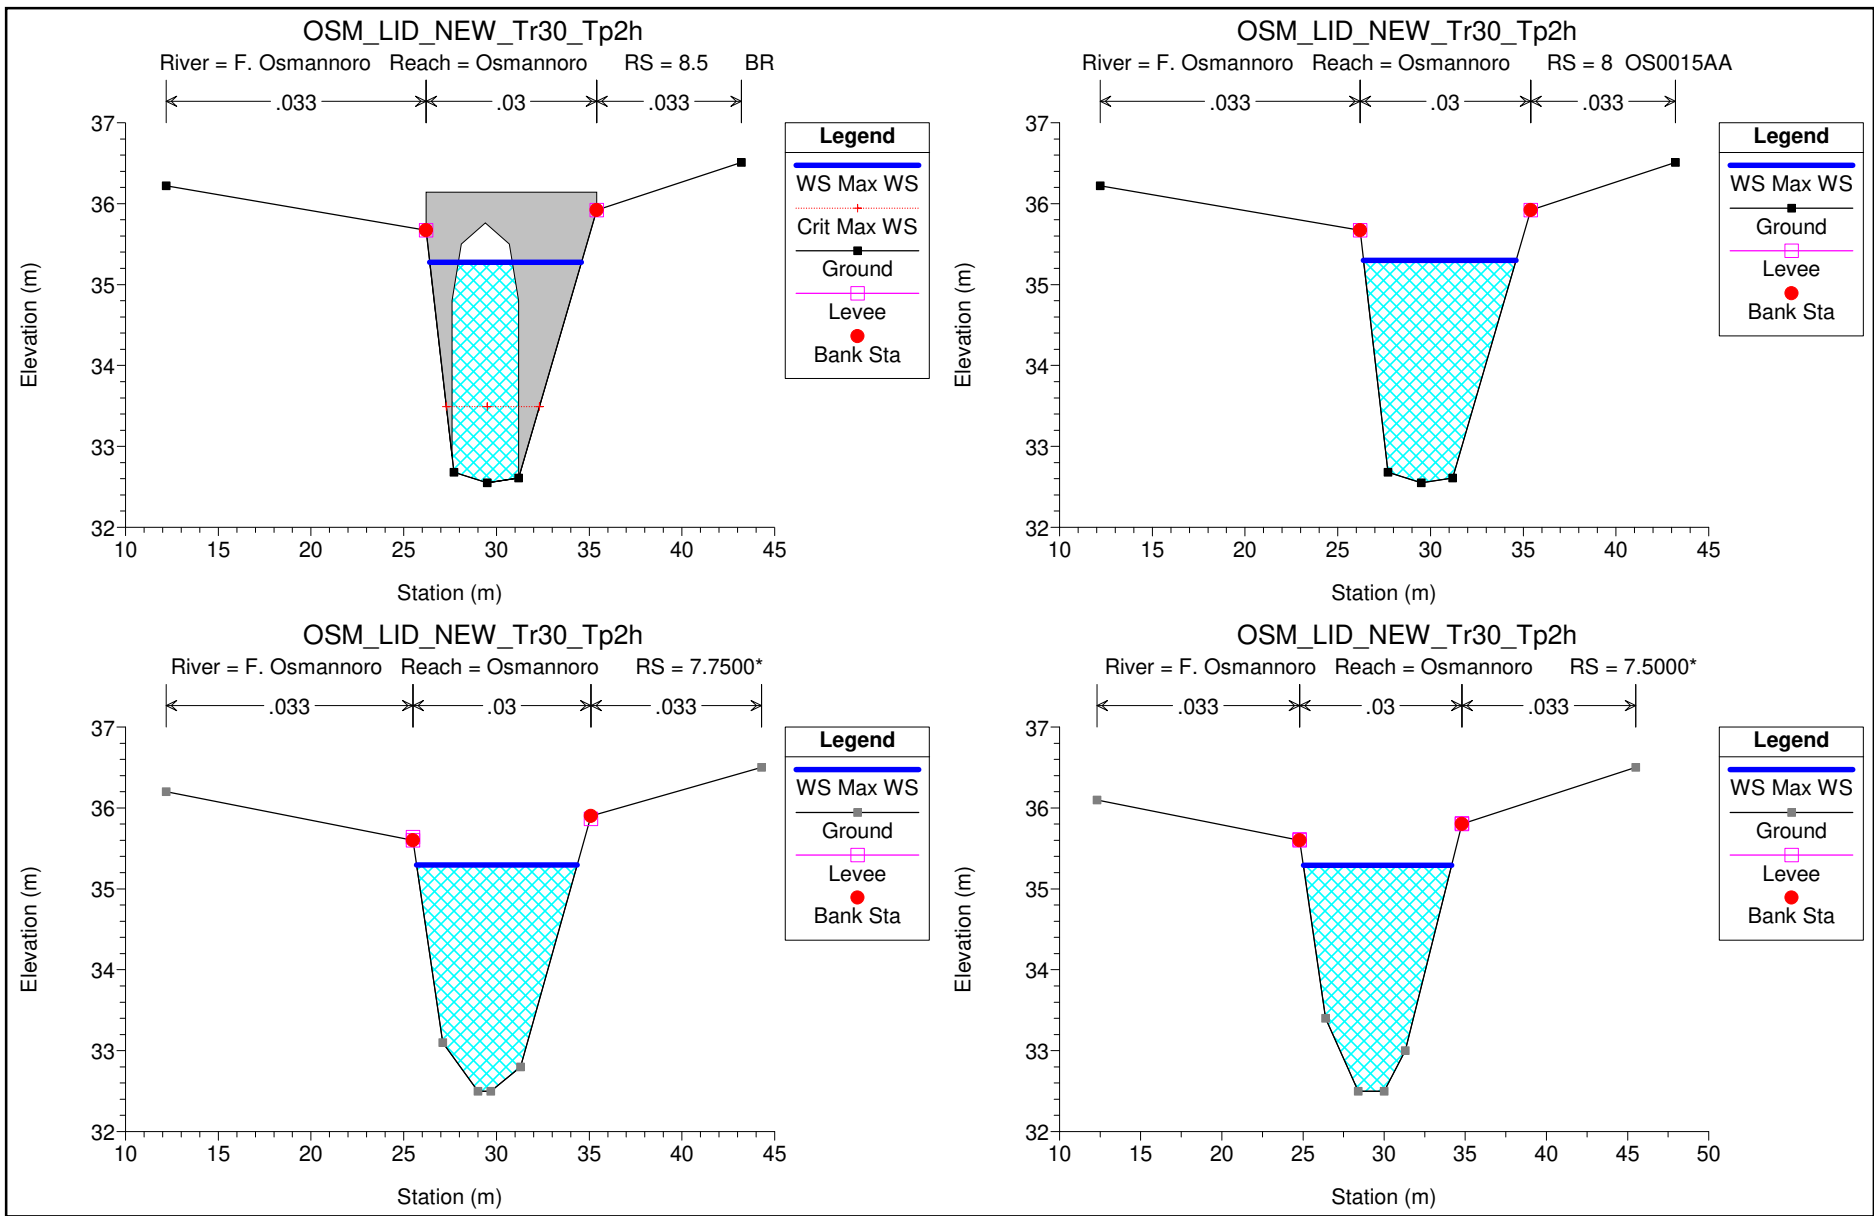 OSM_LID_NEW_Tr30_Tp2h
River = F. Osmannoro Reach = Osmannoro RS = 8.5 BR
.033 .03 .033
37
36
35
34
33
32
10 15 20 25 30 35 40 45
Elevation (m)
Station (m)
Legend
WS Max WS
Crit Max WS
Ground
Levee
Bank Sta
OSM_LID_NEW_Tr30_Tp2h
River = F. Osmannoro Reach = Osmannoro RS = 8 OS0015AA
.033 .03 .033
37
36
35
34
33
32
10 15 20 25 30 35 40 45
Elevation (m)
Station (m)
Legend
WS Max WS
Ground
Levee
Bank Sta
OSM_LID_NEW_Tr30_Tp2h
River = F. Osmannoro Reach = Osmannoro RS = 7.7500*
.033 .03 .033
37
36
35
34
33
32
10 15 20 25 30 35 40 45
Elevation (m)
Station (m)
Legend
WS Max WS
Ground
Levee
Bank Sta
OSM_LID_NEW_Tr30_Tp2h
River = F. Osmannoro Reach = Osmannoro RS = 7.5000*
.033 .03 .033
37
36
35
34
33
32
10 15 20 25 30 35 40 45 50
Elevation (m)
Station (m)
Legend
WS Max WS
Ground
Levee
Bank Sta